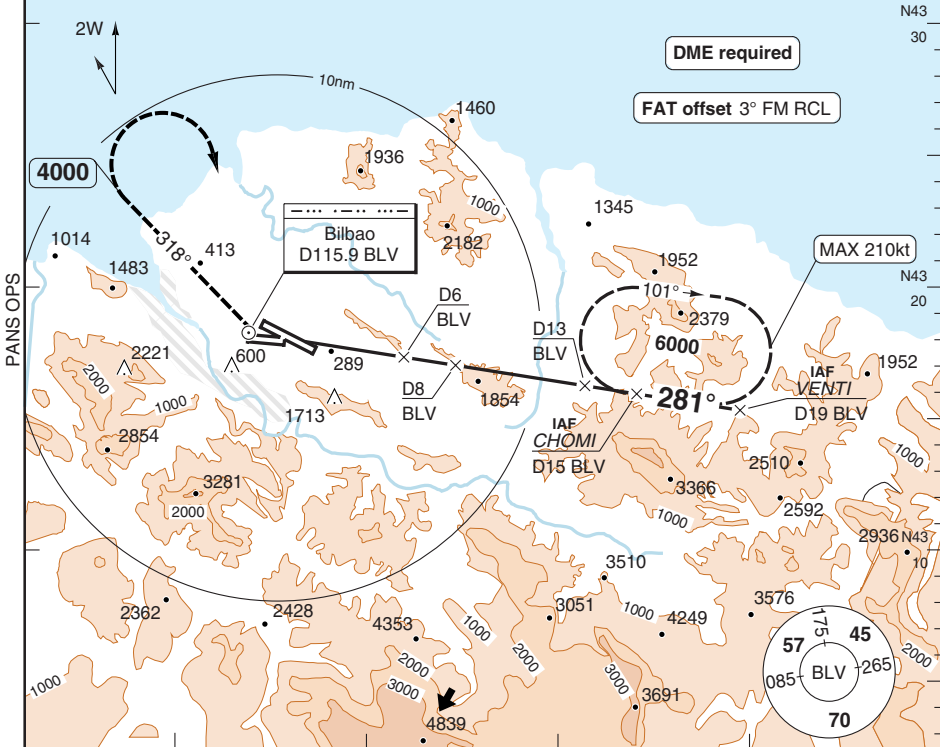 N43
30
2W
DME required
10nm
FAT offset 3° FM RCL
1460
1936
4000
1000
1345
Bilbao
D115.9 BLV
2182
318°
413
MAX 210kt
1014
1952
1483
N43
20
101°
D6
BLV
2379
PANS OPS
D13
BLV
6000
600
289
2221
2000
1952
IAF
VENTI
D19 BLV
D8
BLV
1854
281°
1000
1713
IAF
CHOMI
D15 BLV
2854
1000
2510
3281
3366
2000
2592
1000
2936
N43
10
3510
2362
3051
1000
3576
2428
4353
1000
4249
175
57
45
2000
2000
2000
085
BLV
265
1000
3000
3000
3691
4839
70